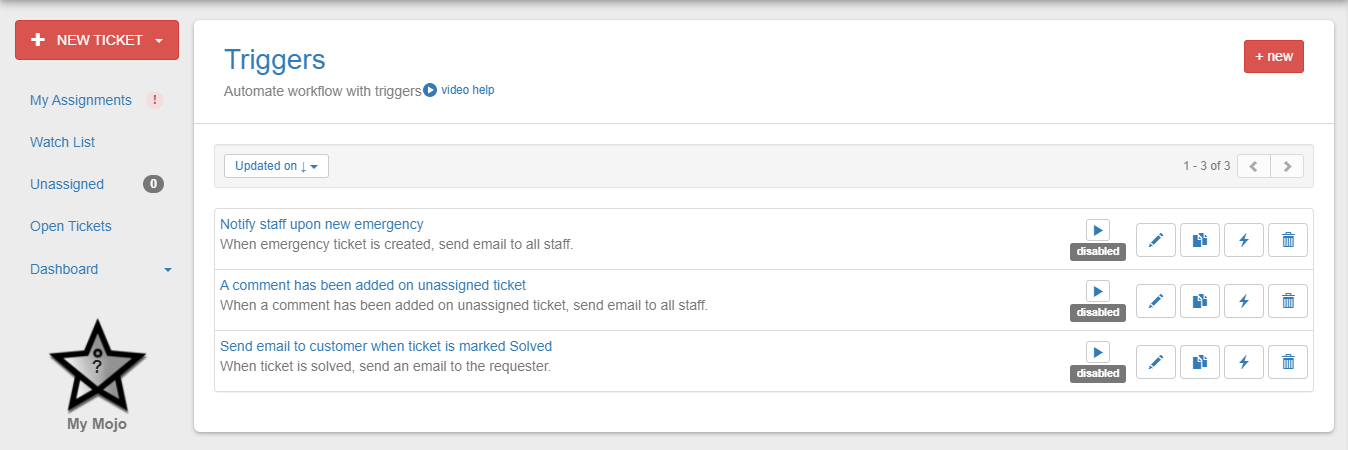 NEW TICKET
My Assignments !
Watch List
Unassigned 0
Open Tickets
Dashboard
?
My Mojo
Triggers
+ new
Automate workflow with triggers video help
Updated on ↓
1 - 3 of 3
Notify staff upon new emergency
When emergency ticket is created, send email to all staff.
disabled
A comment has been added on unassigned ticket
When a comment has been added on unassigned ticket, send email to all staff.
disabled
Send email to customer when ticket is marked Solved
When ticket is solved, send an email to the requester.
disabled